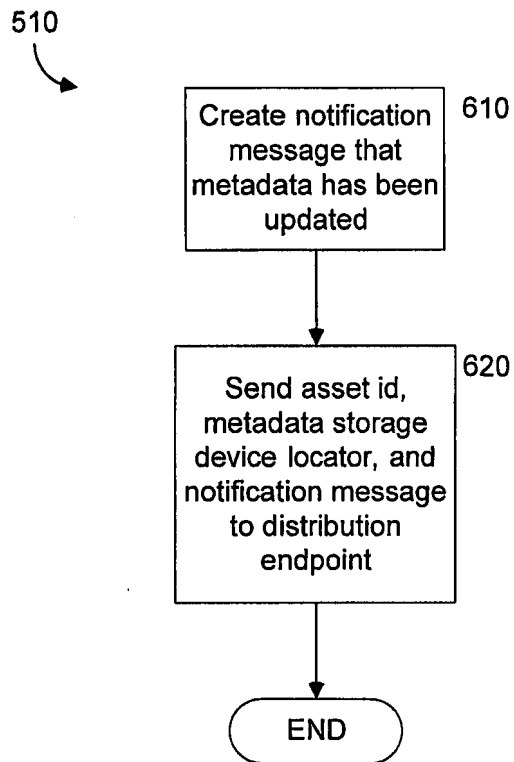 510
Create notification
message that
metadata has been
updated
610
Send asset id,
metadata storage
device locator, and
notification message
to distribution
endpoint
620
END